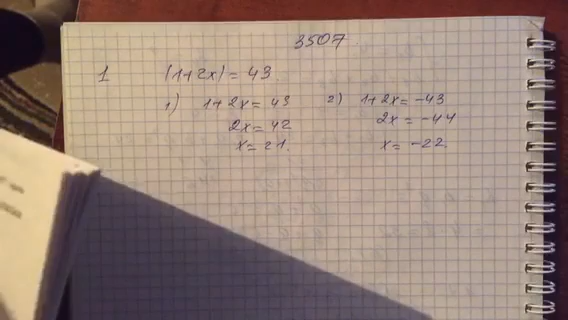 3507
1 |1+2x| = 43
1) 1+2x = 43 2) 1+2x = -43
2x = 42 2x = -44
x = 21. x = -22.